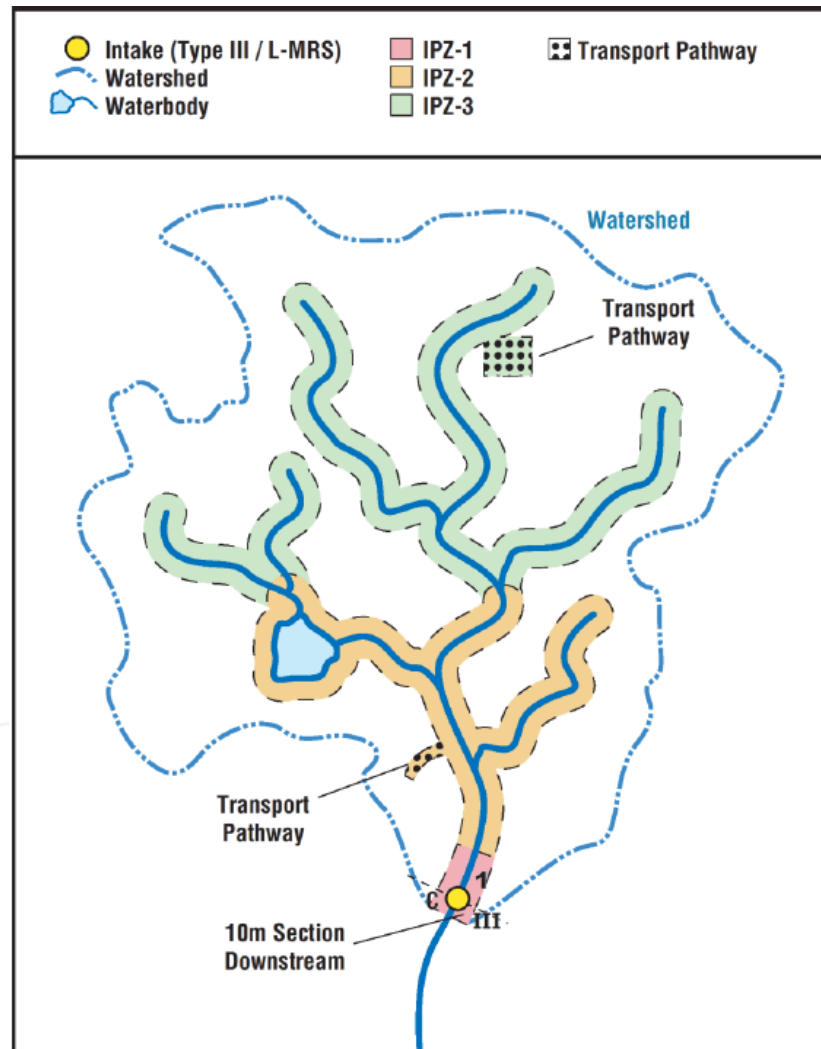 Intake (Type III / L-MRS)
Watershed
Waterbody
IPZ-1
IPZ-2
IPZ-3
Transport Pathway
Watershed
Transport
Pathway
Transport
Pathway
1
C
III
10m Section
Downstream